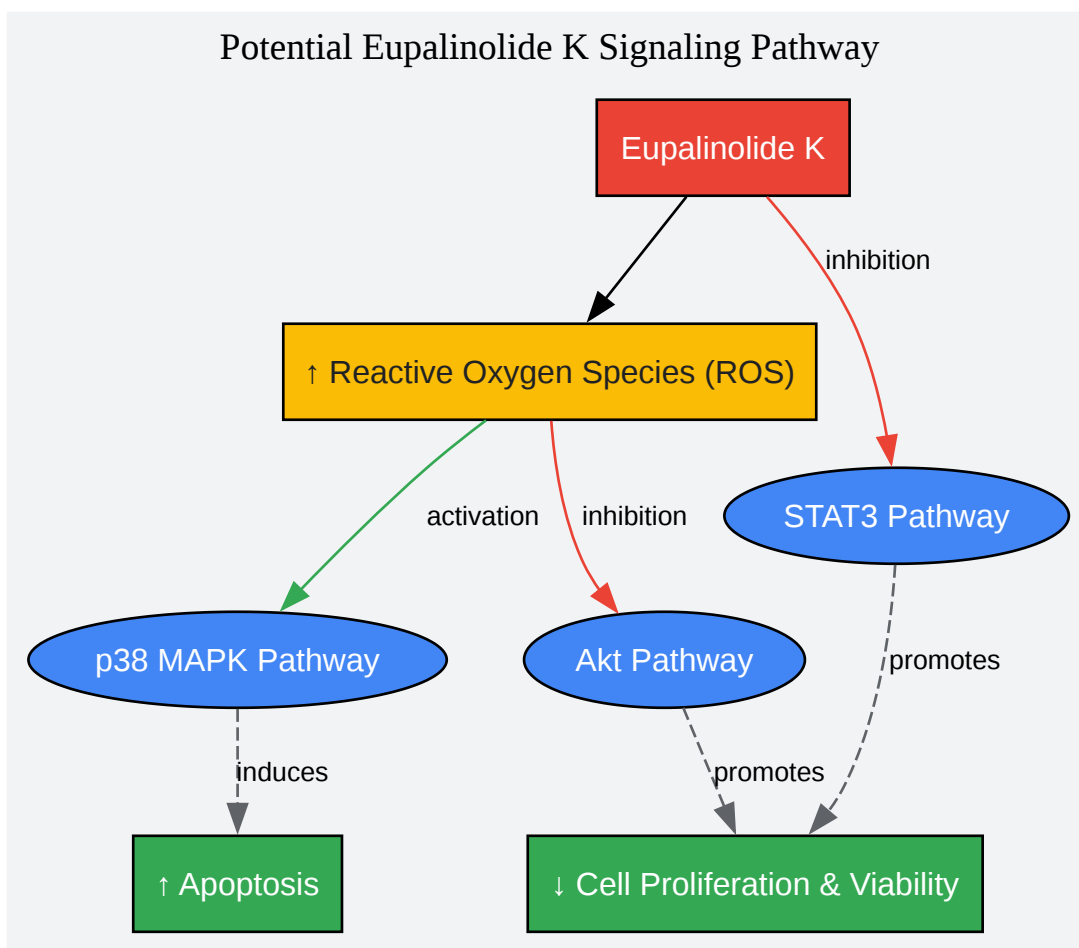 Potential Eupalinolide K Signaling Pathway
Eupalinolide K
inhibition
↑ Reactive Oxygen Species (ROS)
activation
inhibition
STAT3 Pathway
p38 MAPK Pathway
Akt Pathway
promotes
induces
promotes
↑ Apoptosis
↓ Cell Proliferation & Viability